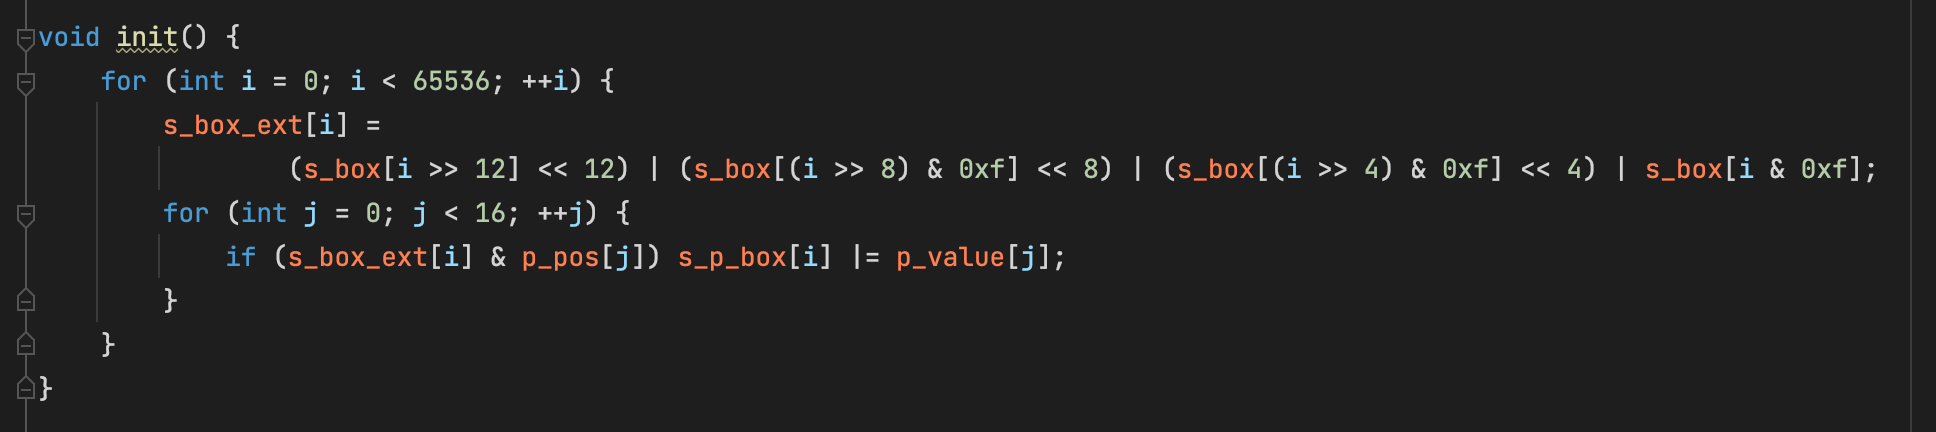 void init() {
    for (int i = 0; i < 65536; ++i) {
        s_box_ext[i] =
                (s_box[i >> 12] << 12) | (s_box[(i >> 8) & 0xf] << 8) | (s_box[(i >> 4) & 0xf] << 4) | s_box[i & 0xf];
        for (int j = 0; j < 16; ++j) {
            if (s_box_ext[i] & p_pos[j]) s_p_box[i] |= p_value[j];
        }
    }
}